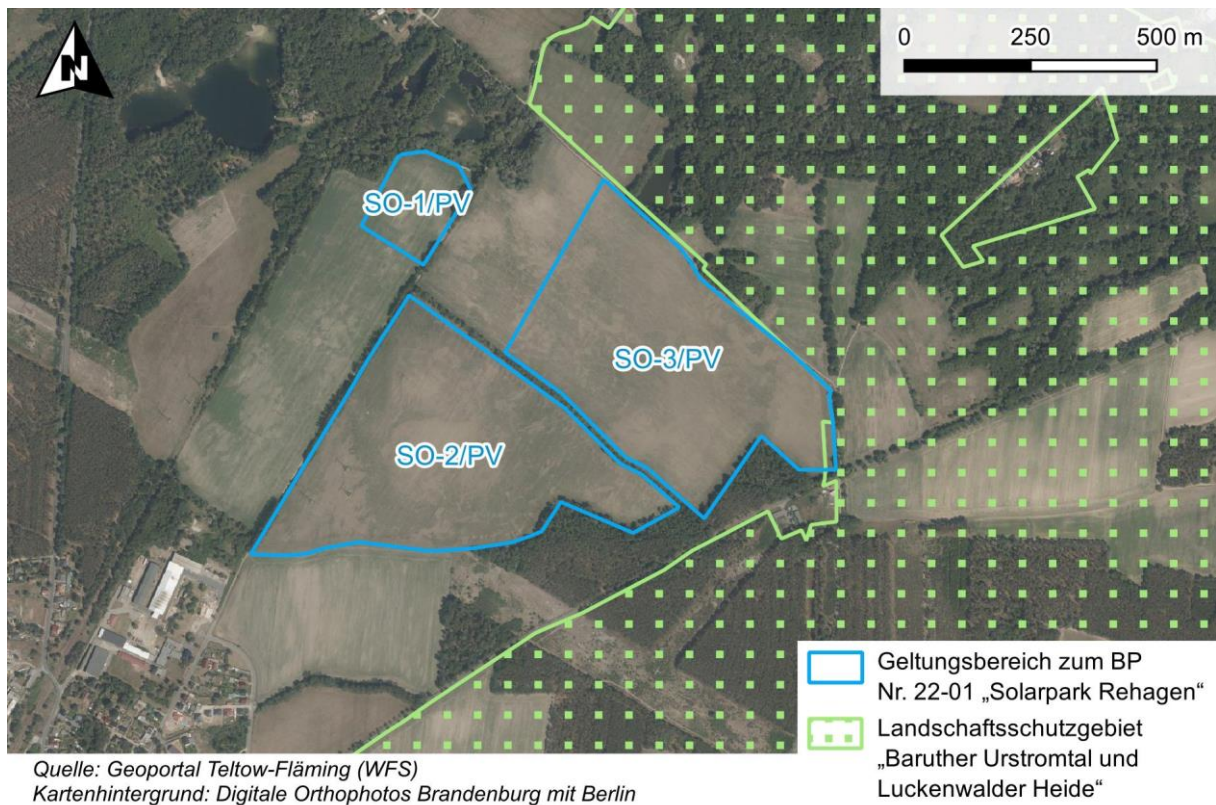 N
0 250 500 m
SO-1/PV
SO-3/PV
SO-2/PV
Geltungsbereich zum BP
Nr. 22-01 „Solarpark Rehagen“
Landschaftsschutzgebiet
„Baruther Urstromtal und
Luckenwalder Heide“
Quelle: Geoportal Teltow-Fläming (WFS)
Kartenhintergrund: Digitale Orthophotos Brandenburg mit Berlin